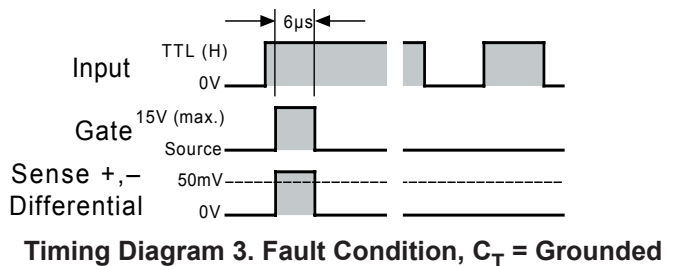 6µs
TTL (H)
Input
0V
15V (max.)
Gate
Source
Sense +,–
50mV
Differential
0V
Timing Diagram 3. Fault Condition, CT = Grounded